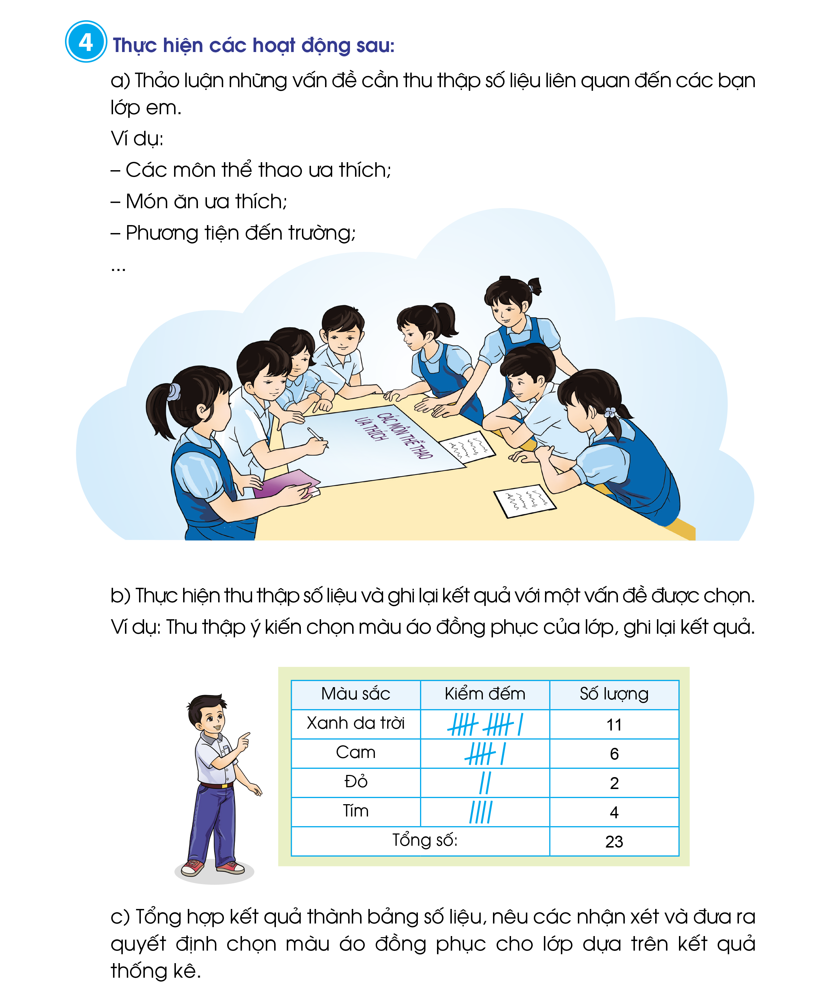 4 Thực hiện các hoạt động sau:
a) Thảo luận những vấn đề cần thu thập số liệu liên quan đến các bạn
lớp em.
Ví dụ:
– Các môn thể thao ưa thích;
– Món ăn ưa thích;
– Phương tiện đến trường;
...
CÁC MÔN THỂ THAO
ƯA THÍCH
b) Thực hiện thu thập số liệu và ghi lại kết quả với một vấn đề được chọn.
Ví dụ: Thu thập ý kiến chọn màu áo đồng phục của lớp, ghi lại kết quả.
Màu sắc Kiểm đếm Số lượng
Xanh da trời 11
Cam 6
Đỏ 2
Tím 4
Tổng số: 23
c) Tổng hợp kết quả thành bảng số liệu, nêu các nhận xét và đưa ra
quyết định chọn màu áo đồng phục cho lớp dựa trên kết quả
thống kê.